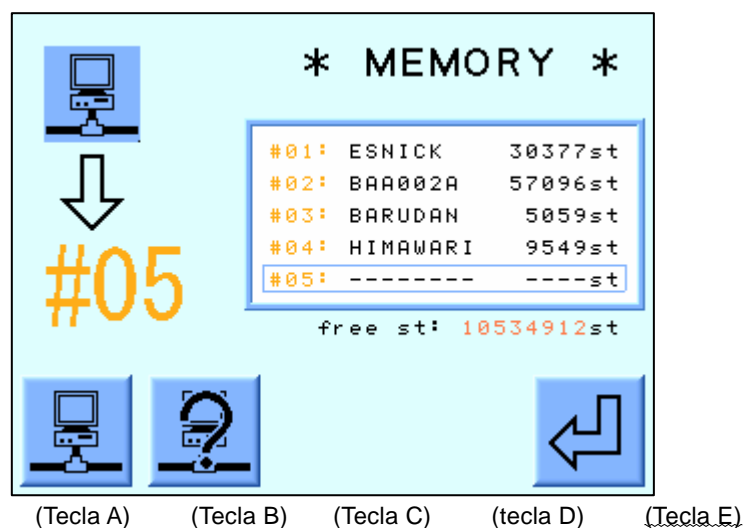 * MEMORY *
#01: ESNICK 30377st
#02: BAA002A 57096st
#03: BARUDAN 5059st
#04: HIMAWARI 9549st
#05: -------- ----st
#05
free st: 10534912st
?
(Tecla A) (Tecla B) (Tecla C) (tecla D) (Tecla E)